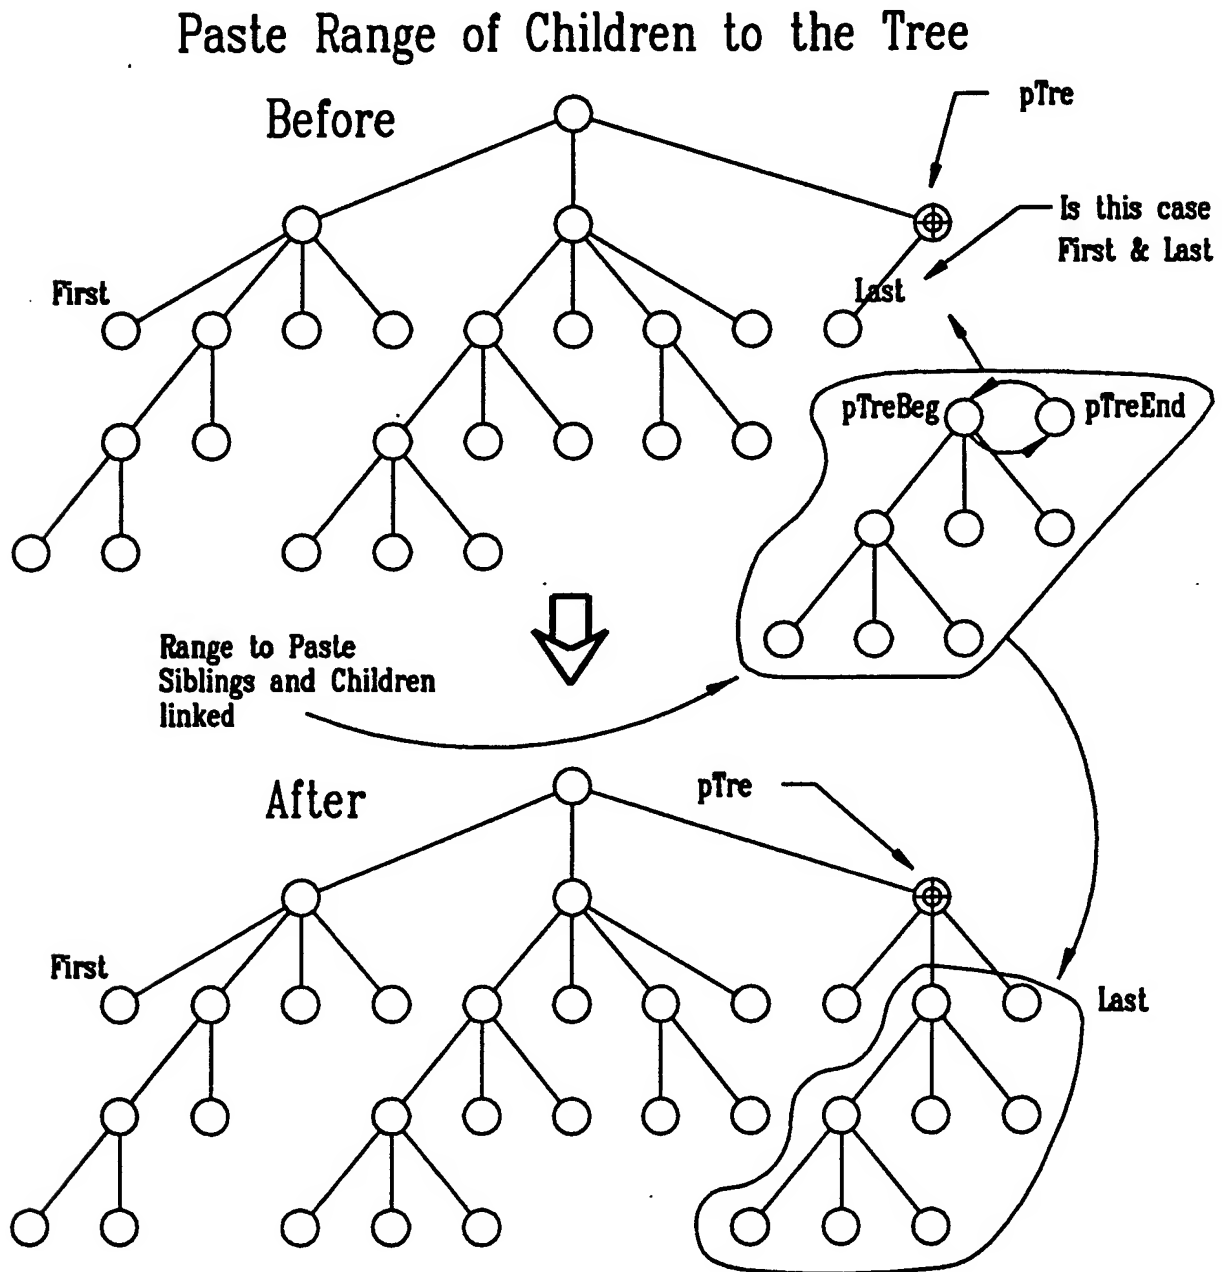 Paste Range of Children to the Tree
Before
pTre
Is this case
First & Last
First
Last
pTreBeg
pTreEnd
Range to Paste
Siblings and Children
linked
After
pTre
First
Last